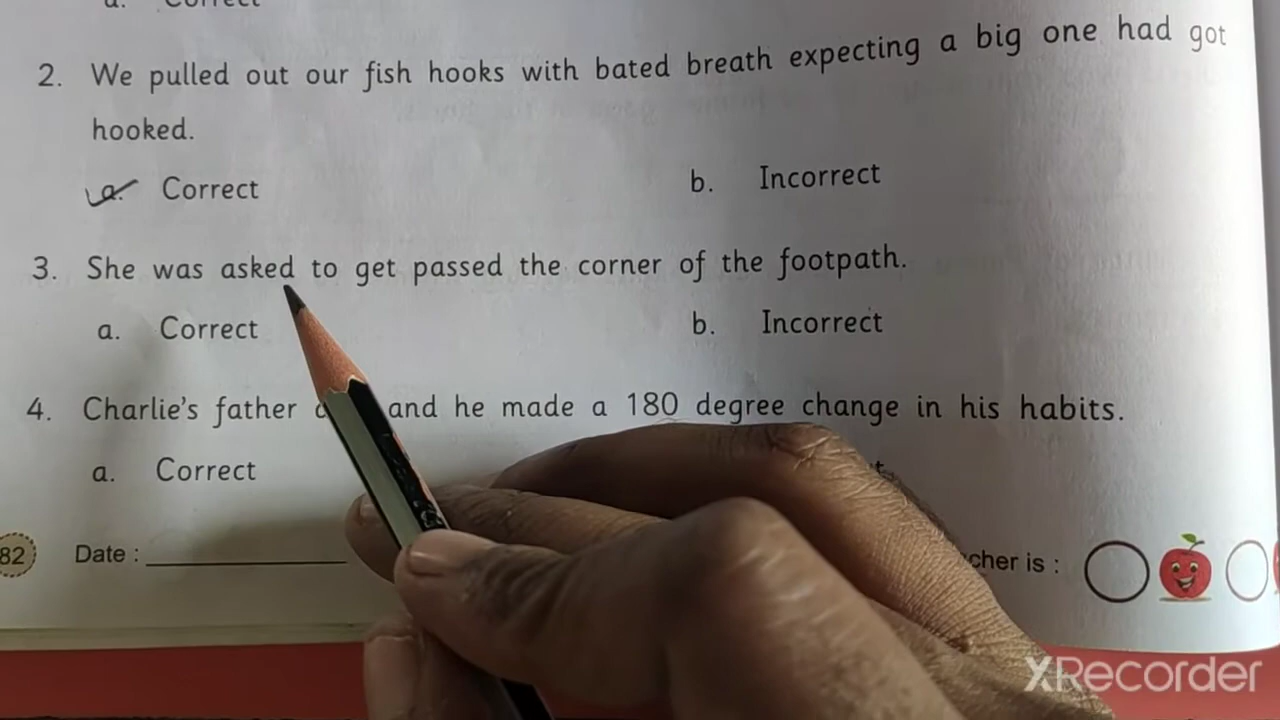 a. Correct
2. We pulled out our fish hooks with bated breath expecting a big one had got
hooked.
a. Correct b. Incorrect
3. She was asked to get passed the corner of the footpath.
a. Correct b. Incorrect
4. Charlie's father and he made a 180 degree change in his habits.
a. Correct
82 Date : is :
XRecorder